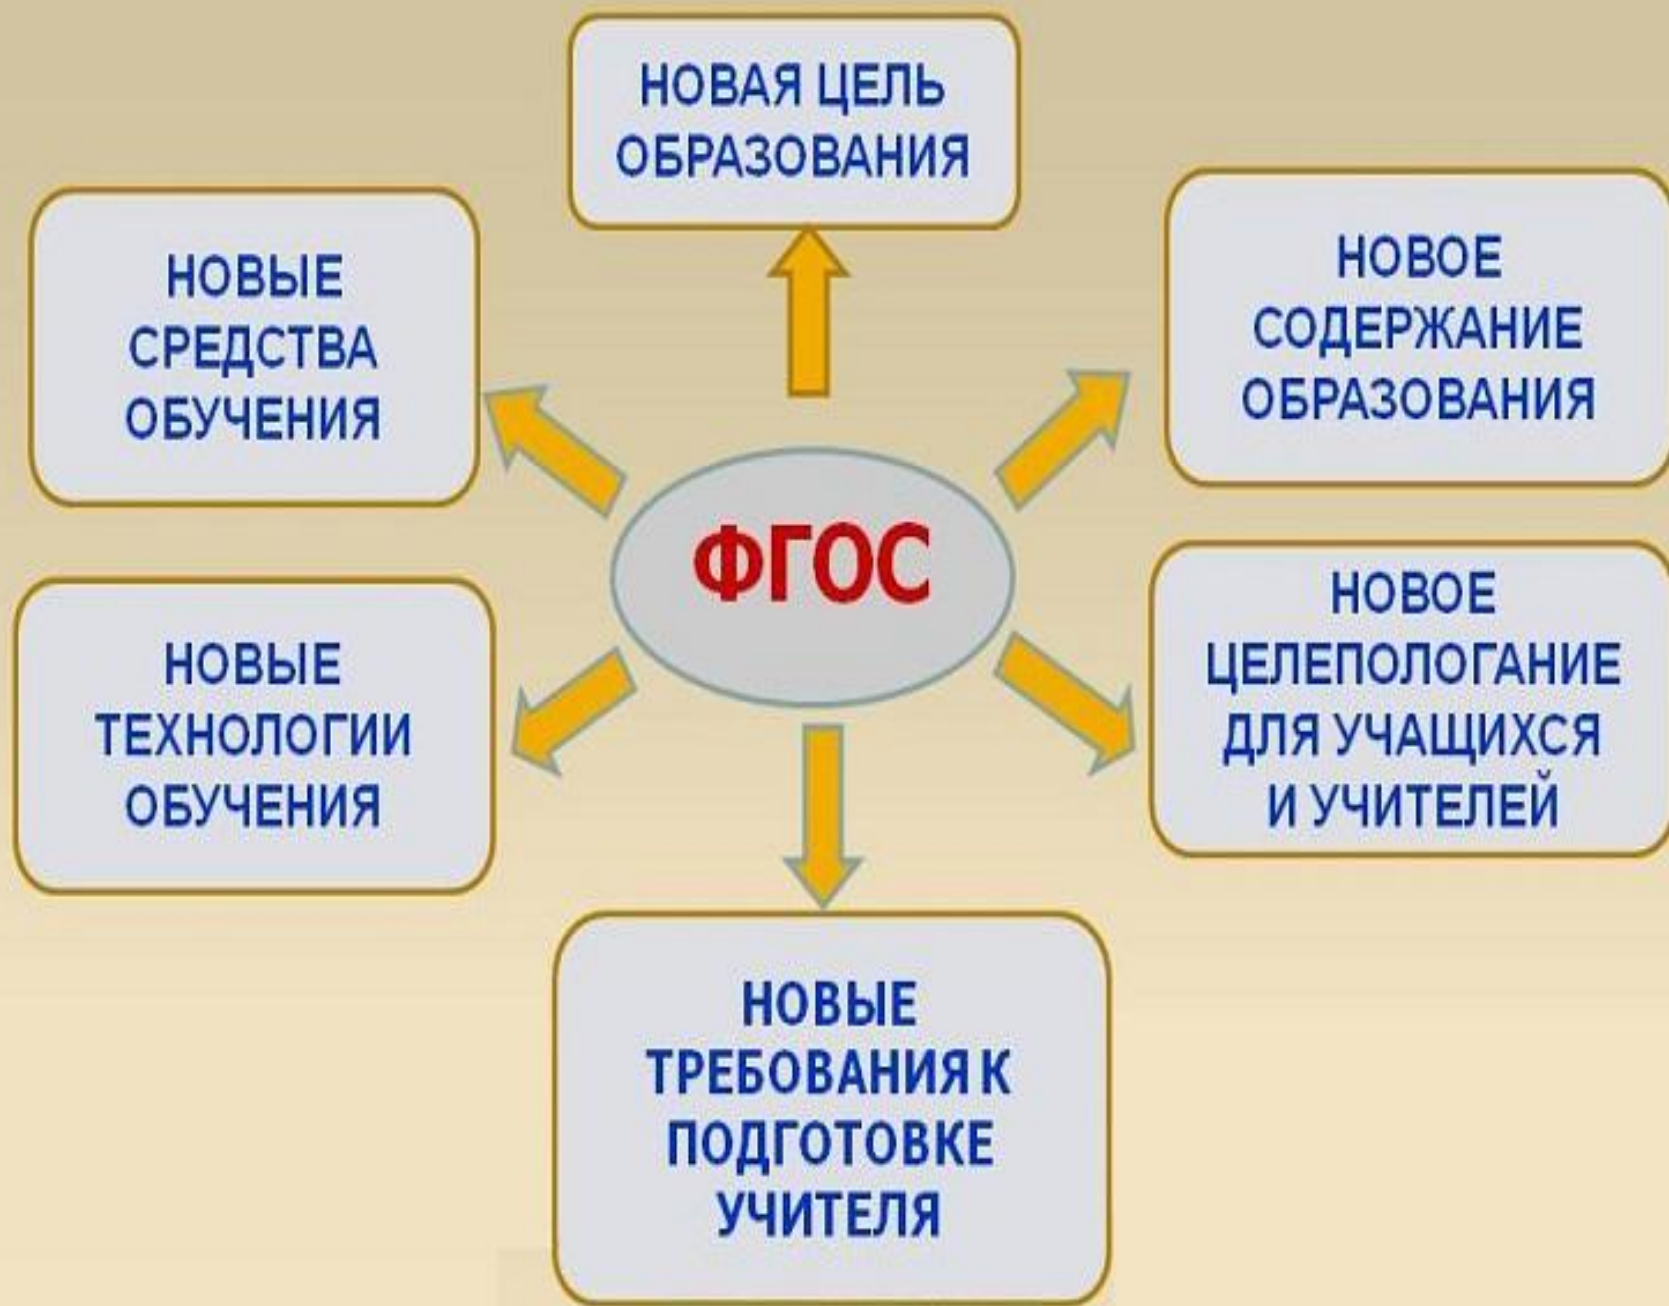 НОВАЯ ЦЕЛЬ
ОБРАЗОВАНИЯ
НОВЫЕ
СРЕДСТВА
ОБУЧЕНИЯ
НОВОЕ
СОДЕРЖАНИЕ
ОБРАЗОВАНИЯ
ФГОС
НОВЫЕ
ТЕХНОЛОГИИ
ОБУЧЕНИЯ
НОВОЕ
ЦЕЛЕПОЛОГАНИЕ
ДЛЯ УЧАЩИХСЯ
И УЧИТЕЛЕЙ
НОВЫЕ
ТРЕБОВАНИЯ К
ПОДГОТОВКЕ
УЧИТЕЛЯ